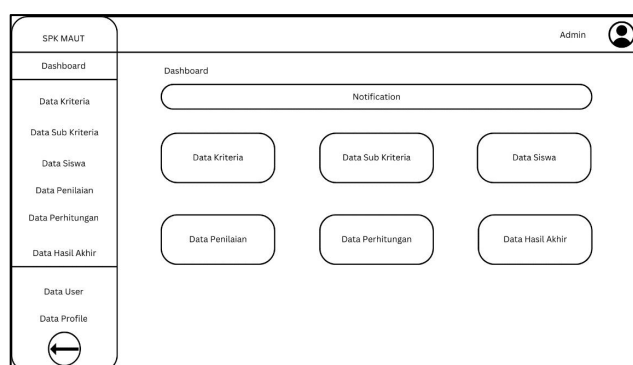 SPK MAUT
Admin
Dashboard
Data Kriteria
Data Sub Kriteria
Data Siswa
Data Penilaian
Data Perhitungan
Data Hasil Akhir
Data User
Data Profile
Dashboard
Notification
Data Kriteria
Data Sub Kriteria
Data Siswa
Data Penilaian
Data Perhitungan
Data Hasil Akhir